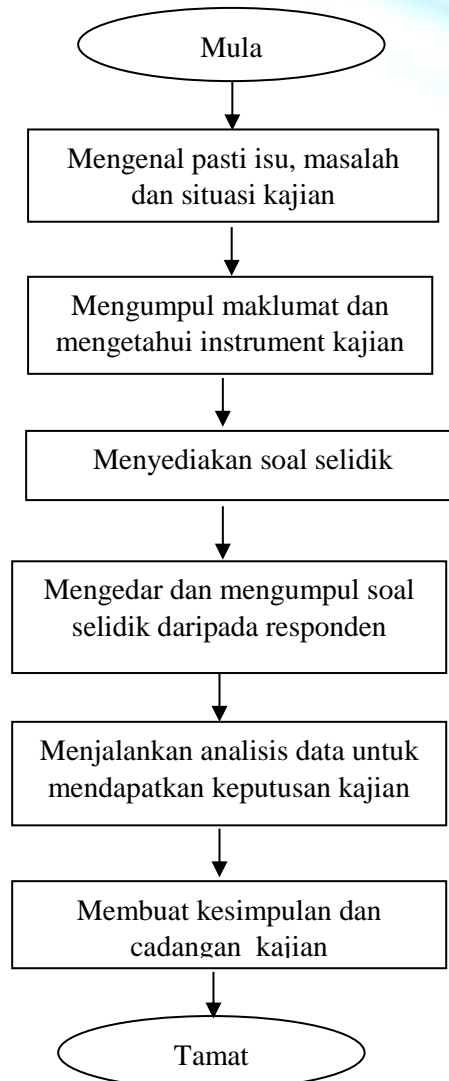 Mula
Mengenal pasti isu, masalah
dan situasi kajian
Mengumpul maklumat dan
mengetahui instrument kajian
Menyediakan soal selidik
Mengedar dan mengumpul soal
selidik daripada responden
Menjalankan analisis data untuk
mendapatkan keputusan kajian
Membuat kesimpulan dan
cadangan kajian
Tamat